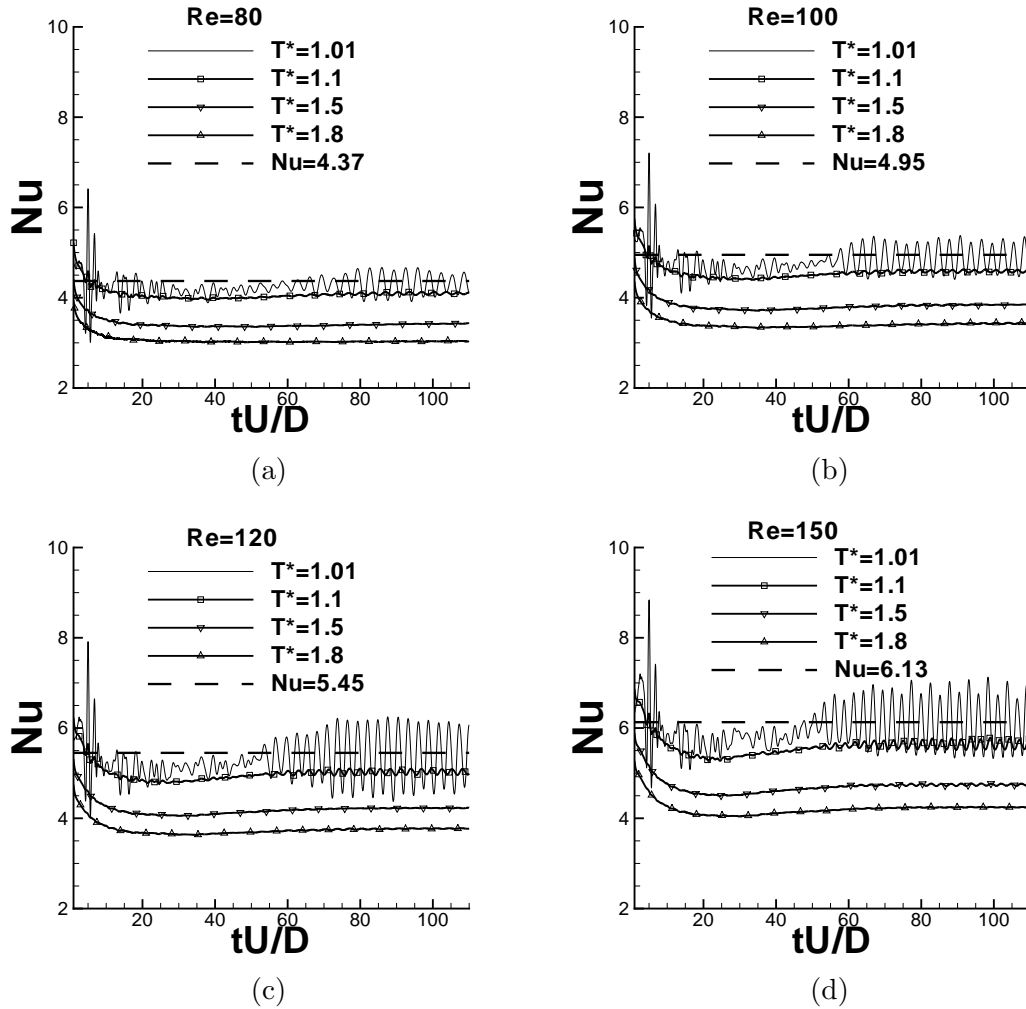 Re=80
T*=1.01
T*=1.1
T*=1.5
T*=1.8
Nu=4.37
10
8
6
4
2
Nu
20 40 60 80 100
tU/D
(a)
Re=100
T*=1.01
T*=1.1
T*=1.5
T*=1.8
Nu=4.95
10
8
6
4
2
Nu
20 40 60 80 100
tU/D
(b)
Re=120
T*=1.01
T*=1.1
T*=1.5
T*=1.8
Nu=5.45
10
8
6
4
2
Nu
20 40 60 80 100
tU/D
(c)
Re=150
T*=1.01
T*=1.1
T*=1.5
T*=1.8
Nu=6.13
10
8
6
4
2
Nu
20 40 60 80 100
tU/D
(d)